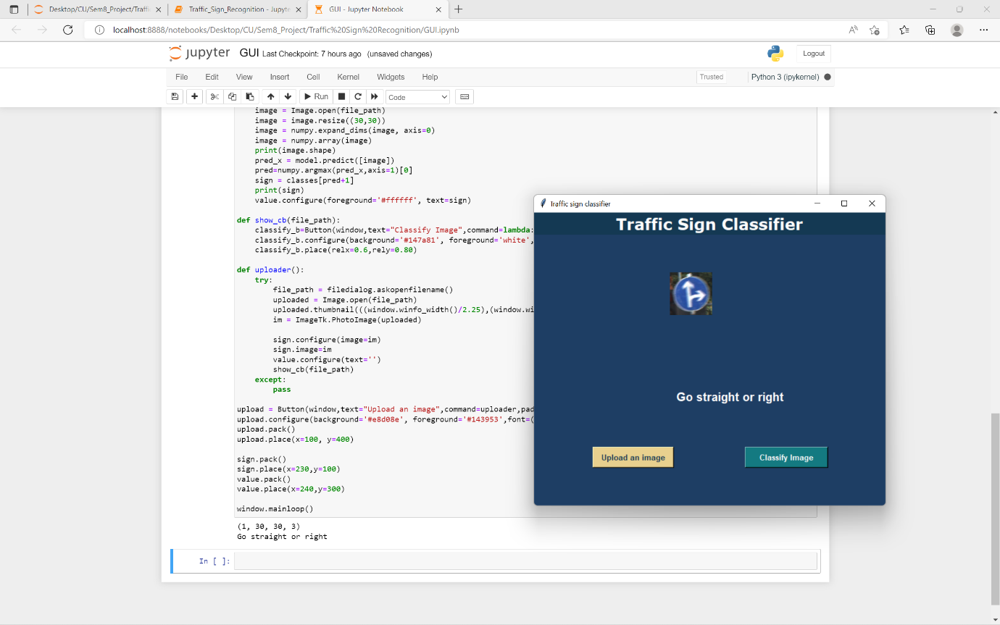 Desktop/CU/Sem8_Project/Traffi
Traffic_Sign_Recognition - Jupyte
GUI - Jupyter Notebook
localhost:8888/notebooks/Desktop/CU/Sem8_Project/Traffic%20Sign%20Recognition/GUI.ipynb
jupyter GUI Last Checkpoint: 7 hours ago (unsaved changes)
Logout
File Edit View Insert Cell Kernel Widgets Help
Trusted
Python 3 (ipykernel)
Run
Code
image = Image.open(file_path)
image = image.resize((30,30))
image = numpy.expand_dims(image, axis=0)
image = numpy.array(image)
print(image.shape)
pred_x = model.predict([image])
pred=numpy.argmax(pred_x,axis=1)[0]
sign = classes[pred+1]
print(sign)
value.configure(foreground='#ffffff', text=sign)
def show_cb(file_path):
classify_b=Button(window,text="Classify Image",command=lambda:
classify_b.configure(background='#147a81', foreground='white',
classify_b.place(relx=0.6,rely=0.80)
def uploader():
try:
file_path = filedialog.askopenfilename()
uploaded = Image.open(file_path)
uploaded.thumbnail(((window.winfo_width()/2.25),(window.wi
im = ImageTk.PhotoImage(uploaded)
sign.configure(image=im)
sign.image=im
value.configure(text='')
show_cb(file_path)
except:
pass
upload = Button(window,text="Upload an image",command=uploader,pad
upload.configure(background='#e8d08e', foreground='#143953',font=(
upload.pack()
upload.place(x=100, y=400)
sign.pack()
sign.place(x=230,y=100)
value.pack()
value.place(x=240,y=300)
window.mainloop()
(1, 30, 30, 3)
Go straight or right
In [ ]:
Traffic sign classifier
Traffic Sign Classifier
Go straight or right
Upload an image
Classify Image